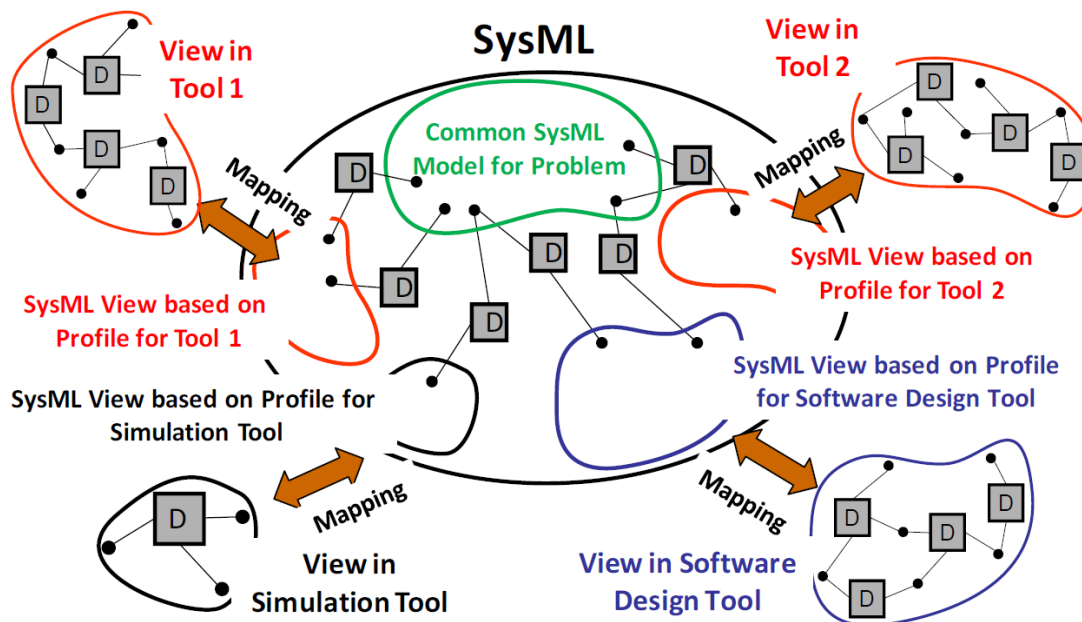 SysML
View in
Tool 1
D
D
D
D
Mapping
SysML View based on
Profile for Tool 1
Common SysML
Model for Problem
D
D
D
D
D
D
View in
Tool 2
D
D
D
D
Mapping
SysML View based on
Profile for Tool 2
SysML View based on Profile for
Simulation Tool
Mapping
D
View in
Simulation Tool
SysML View based on Profile
for Software Design Tool
Mapping
View in Software
Design Tool
D
D
D
D